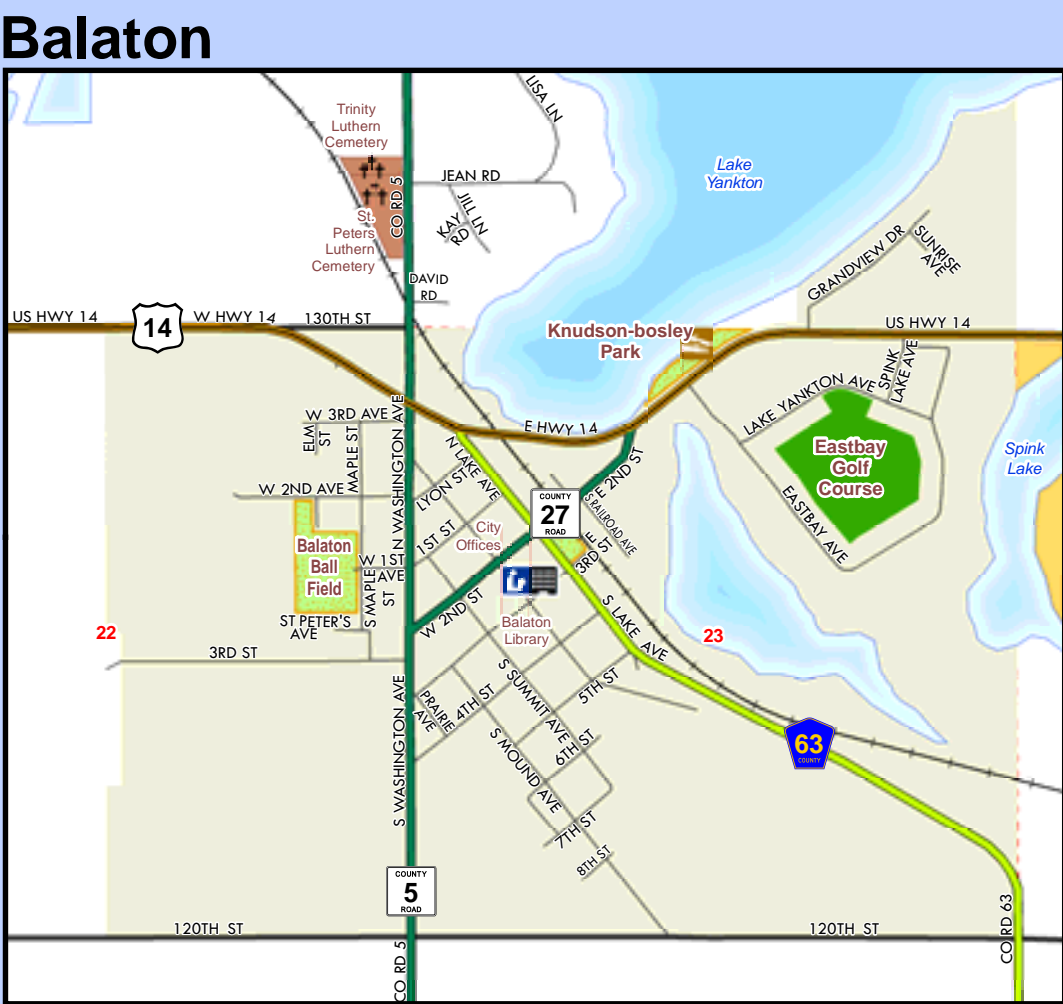 Balaton
LISA LN
Trinity
Luthern
Cemetery
Lake
Yankton
JEAN RD
CO RD 5
JILL LN
KAY
RD
St.
Peters
Luthern
Cemetery
GRANDVIEW DR
SUNRISE
AVE
DAVID
RD
US HWY 14
14
W HWY 14
130TH ST
Knudson-bosley
Park
US HWY 14
SPINK
LAKE AVE
LAKE YANKTON AVE
W 3RD AVE
ELM
ST
MAPLE ST
N WASHINGTON AVE
E HWY 14
N LAKE AVE
Eastbay
Golf
Course
Spink
Lake
W 2ND AVE
LYON ST
E 2ND ST
COUNTY
27
ROAD
S RAILROAD AVE
EASTBAY AVE
City
Offices
1ST ST
Balaton
Ball
Field
W 1ST
AVE
E
3RD ST
S MAPLE
ST
W 2ND ST
Balaton
Library
S LAKE AVE
ST PETER'S
AVE
22
23
3RD ST
PRAIRIE
AVE
4TH ST
S SUMMIT AVE
5TH ST
S WASHINGTON AVE
S MOUND AVE
6TH ST
63
COUNTY
7TH ST
8TH ST
COUNTY
5
ROAD
120TH ST
120TH ST
CO RD 5
CO RD 63